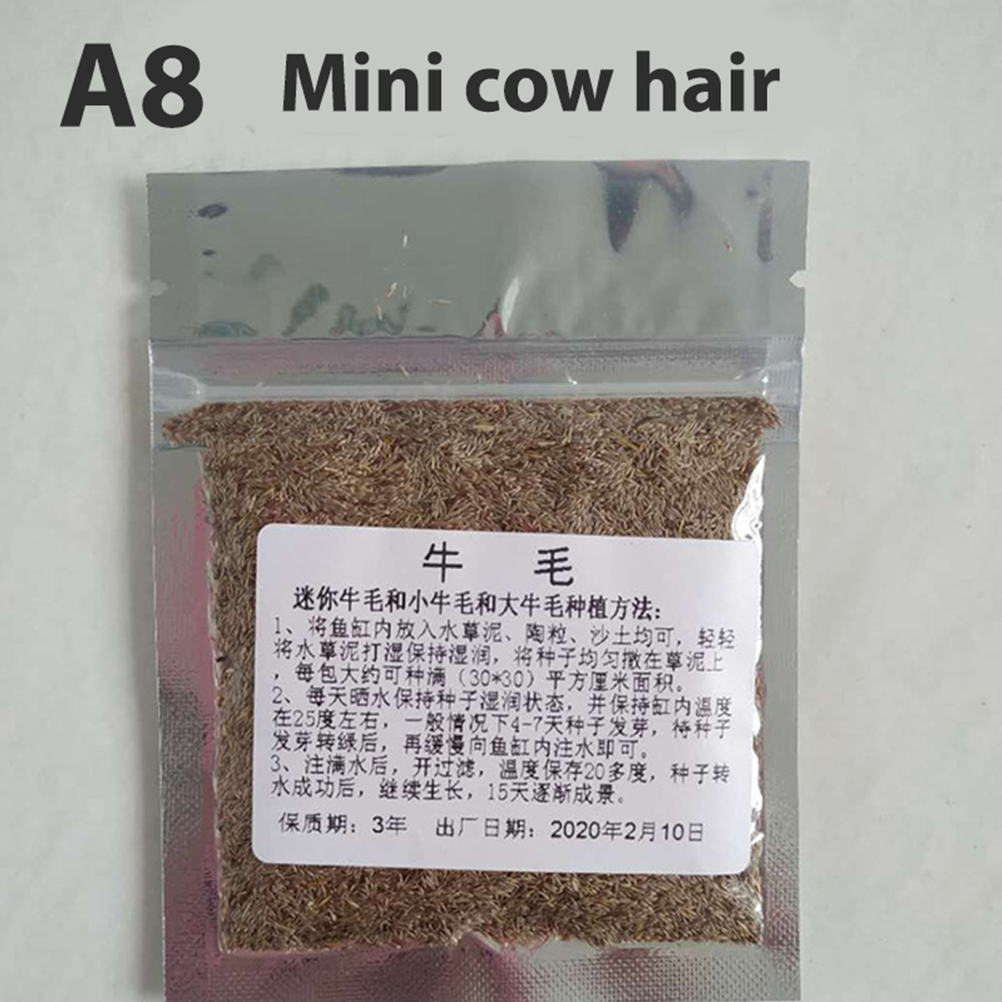 A8 Mini cow hair
牛 毛
迷你牛毛和小牛毛和大牛毛种植方法:
1、将鱼缸内放入水草泥、陶粒、沙土均可，轻轻
将水草泥打湿保持湿润，将种子均匀撒在草泥上
，每包大约可种满（30*30）平方厘米面积。
2、每天晒水保持种子湿润状态，并保持缸内温度
在25度左右，一般情况下4-7天种子发芽，待种子
发芽转绿后，再缓慢向鱼缸内注水即可。
3、注满水后，开过滤，温度保存20多度，种子转
水成功后，继续生长，15天逐渐成景。
保质期：3年 出厂日期：2020年2月10日